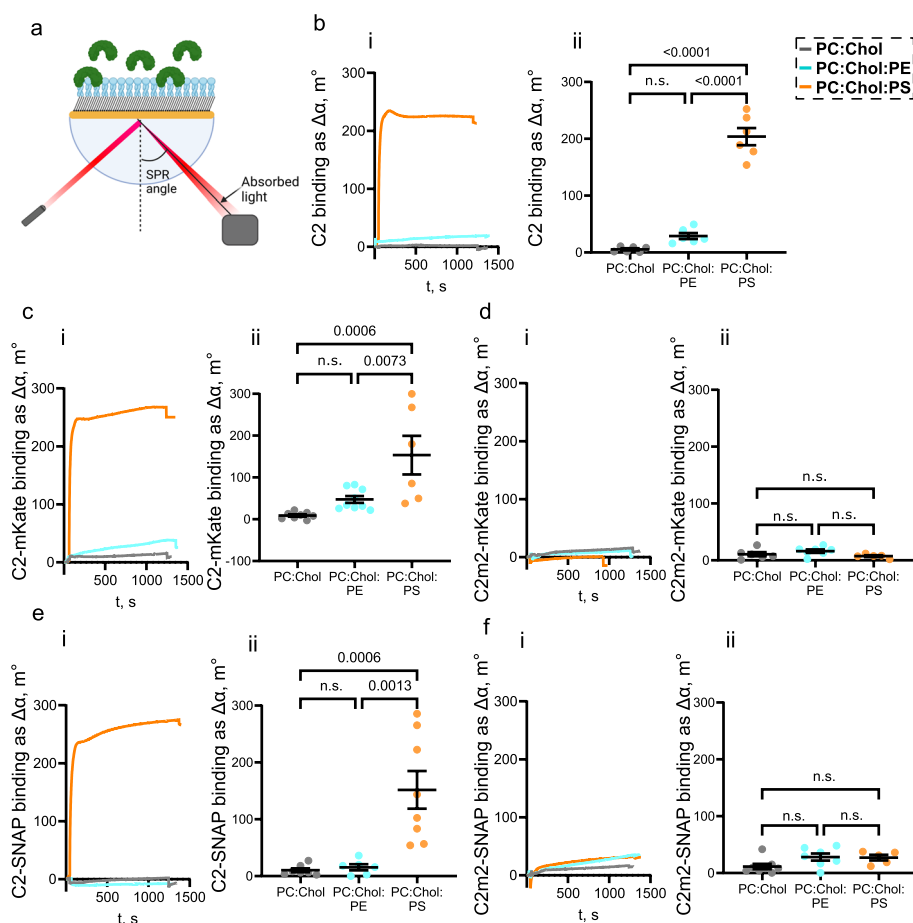 a
SPR
angle
Absorbed
light
b
i
C2 binding as Δα, m°
300
200
100
0
500
1000
1500
t, s
ii
C2 binding as Δα, m°
<0.0001
n.s.
<0.0001
300
200
100
0
PC:Chol
PC:Chol:
PE
PC:Chol:
PS
PC:Chol
PC:Chol:PE
PC:Chol:PS
c
i
C2-mKate binding as Δα, m°
300
200
100
0
0
500
1000
1500
t, s
ii
C2-mKate binding as Δα, m°
0.0006
n.s.
0.0073
300
200
100
0
-100
PC:Chol
PC:Chol:
PE
PC:Chol:
PS
d
i
C2m2-mKate binding as Δα, m°
300
200
100
0
500
1000
1500
t, s
ii
C2m2-mKate binding as Δα, m°
n.s.
n.s.
n.s.
300
200
100
0
PC:Chol
PC:Chol:
PE
PC:Chol:
PS
e
i
C2-SNAP binding as Δα, m°
300
200
100
0
500
1000
1500
t, s
ii
C2-SNAP binding as Δα, m°
0.0006
n.s.
0.0013
300
200
100
0
PC:Chol
PC:Chol:
PE
PC:Chol:
PS
f
i
C2m2-SNAP binding as Δα, m°
300
200
100
0
500
1000
1500
t, s
ii
C2m2-SNAP binding as Δα, m°
n.s.
n.s.
n.s.
300
200
100
0
PC:Chol
PC:Chol:
PE
PC:Chol:
PS